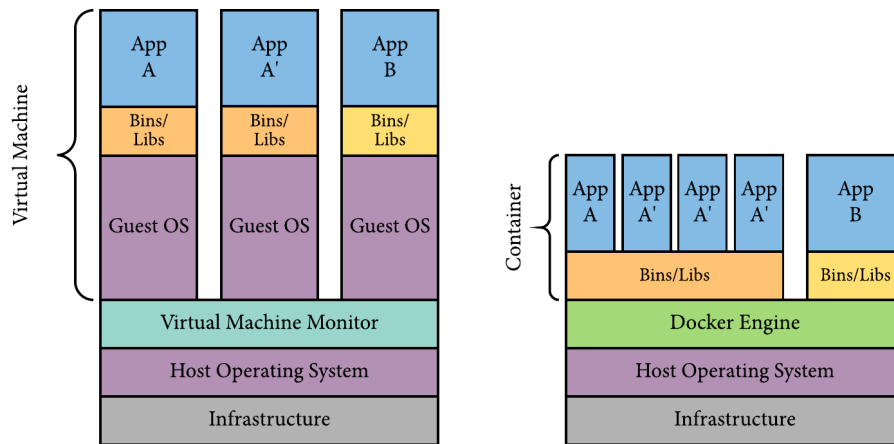 Virtual Machine
App
A
App
A'
App
B
Bins/
Libs
Bins/
Libs
Bins/
Libs
Guest OS
Guest OS
Guest OS
Virtual Machine Monitor
Host Operating System
Infrastructure
Container
App
A
App
A'
App
A'
App
A'
App
B
Bins/Libs
Bins/Libs
Docker Engine
Host Operating System
Infrastructure